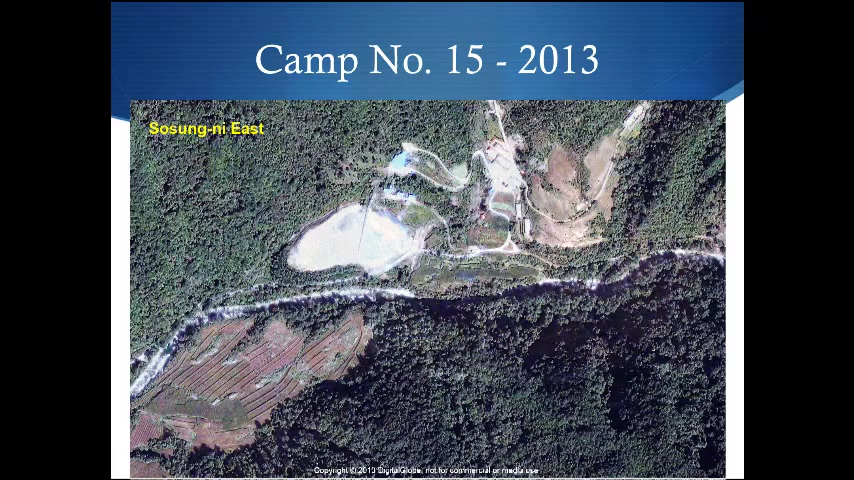 Camp No. 15 - 2013
Sosung-ni East
Copyright © 2013 DigitalGlobe, not for commercial or media use